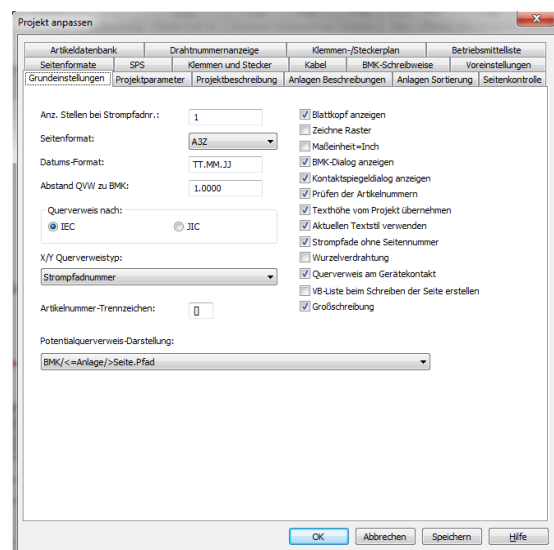 Projekt anpassen
Artikeldatenbank Drahtnummernanzeige Klemmen-/Steckerplan Betriebsmittelliste
Seitenformate SPS Klemmen und Stecker Kabel BMK-Schreibweise Voreinstellungen
Grundeinstellungen Projektparameter Projektbeschreibung Anlagen Beschreibungen Anlagen Sortierung Seitenkontrolle
Anz. Stellen bei Strompfadnr.: 1
Seitenformat: A3Z
Datums-Format: TT.MM.JJ
Abstand QVW zu BMK: 1.0000
Querverweis nach:
IEC JIC
X/Y Querverweistyp:
Strompfadnummer
Artikelnummer-Trennzeichen: []
Potentialquerverweis-Darstellung:
BMK/<=Anlage/>Seite.Pfad
Blattkopf anzeigen
Zeichne Raster
Maßeinheit=Inch
BMK-Dialog anzeigen
Kontaktspiegeldialog anzeigen
Prüfen der Artikelnummern
Texthöhe vom Projekt übernehmen
Aktuellen Textstil verwenden
Strompfade ohne Seitennummer
Wurzelverdrahtung
Querverweis am Gerätekontakt
VB-Liste beim Schreiben der Seite erstellen
Großschreibung
OK Abbrechen Speichern Hilfe